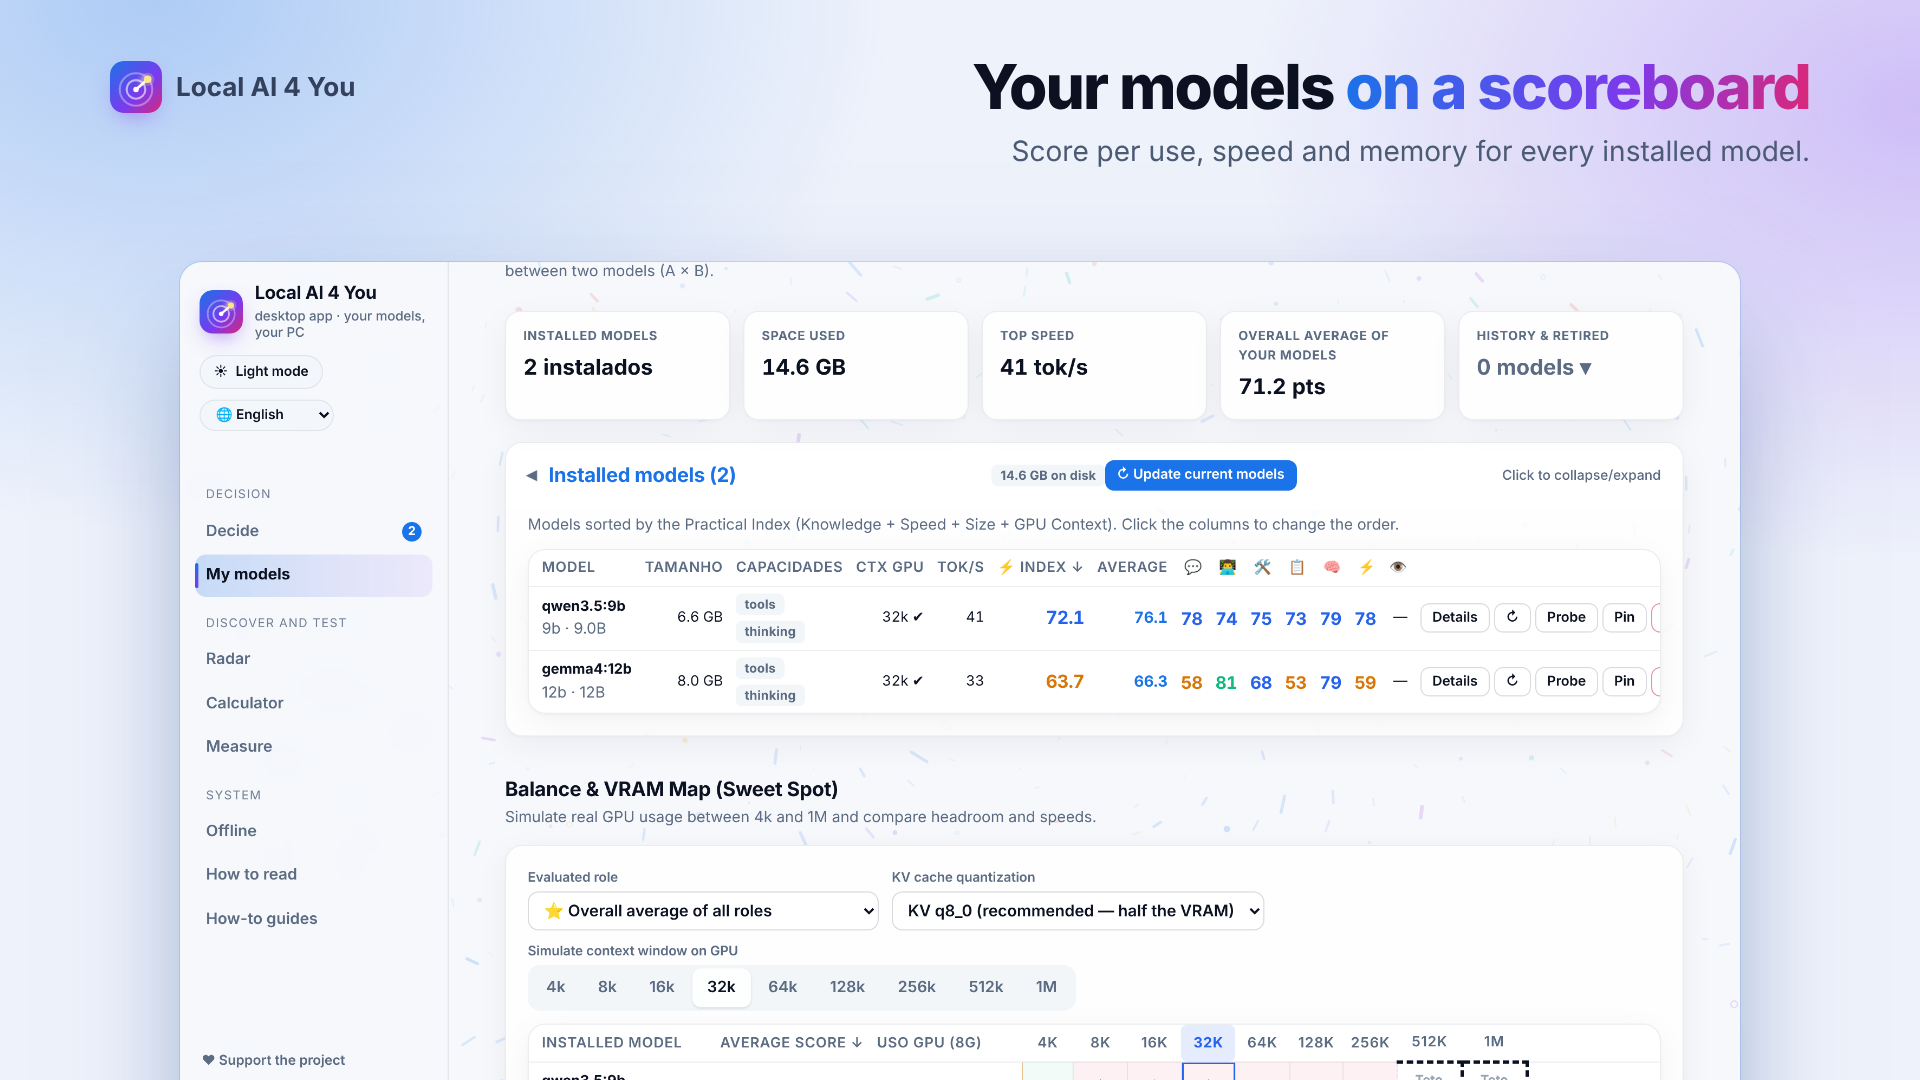 Local AI 4 You
Your models on a scoreboard
Score per use, speed and memory for every installed model.
Local AI 4 You
desktop app · your models,
your PC
☀ Light mode
🌐 English
DECISION
Decide 2
My models
DISCOVER AND TEST
Radar
Calculator
Measure
SYSTEM
Offline
How to read
How-to guides
♥ Support the project
between two models (A × B).
INSTALLED MODELS
2 instalados
SPACE USED
14.6 GB
TOP SPEED
41 tok/s
OVERALL AVERAGE OF
YOUR MODELS
71.2 pts
HISTORY & RETIRED
0 models ▾
◀ Installed models (2) 14.6 GB on disk ↻ Update current models Click to collapse/expand
Models sorted by the Practical Index (Knowledge + Speed + Size + GPU Context). Click the columns to change the order.
MODEL TAMANHO CAPACIDADES CTX GPU TOK/S ⚡ INDEX ↓ AVERAGE 💬 👨‍💻 🛠️ 📋 🧠 ⚡ 👁️
qwen3.5:9b 6.6 GB tools 32k ✔ 41 72.1 76.1 78 74 75 73 79 78 — Details ↻ Probe Pin
9b · 9.0B thinking
gemma4:12b 8.0 GB tools 32k ✔ 33 63.7 66.3 58 81 68 53 79 59 — Details ↻ Probe Pin
12b · 12B thinking
Balance & VRAM Map (Sweet Spot)
Simulate real GPU usage between 4k and 1M and compare headroom and speeds.
Evaluated role KV cache quantization
⭐ Overall average of all roles KV q8_0 (recommended — half the VRAM)
Simulate context window on GPU
4k 8k 16k 32k 64k 128k 256k 512k 1M
INSTALLED MODEL AVERAGE SCORE ↓ USO GPU (8G) 4K 8K 16K 32K 64K 128K 256K 512K 1M
qwen3.5:9b